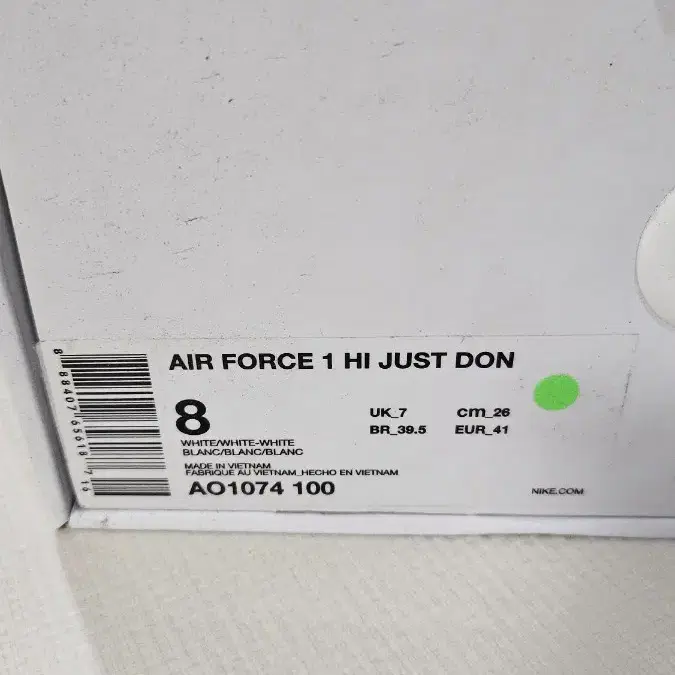 AIR FORCE 1 HI JUST DON
8
UK_7 cm_26
BR_39.5 EUR_41
WHITE/WHITE-WHITE
BLANC/BLANC/BLANC
MADE IN VIETNAM
FABRIQUE AU VIETNAM_HECHO EN VIETNAM
AO1074 100
NIKE.COM